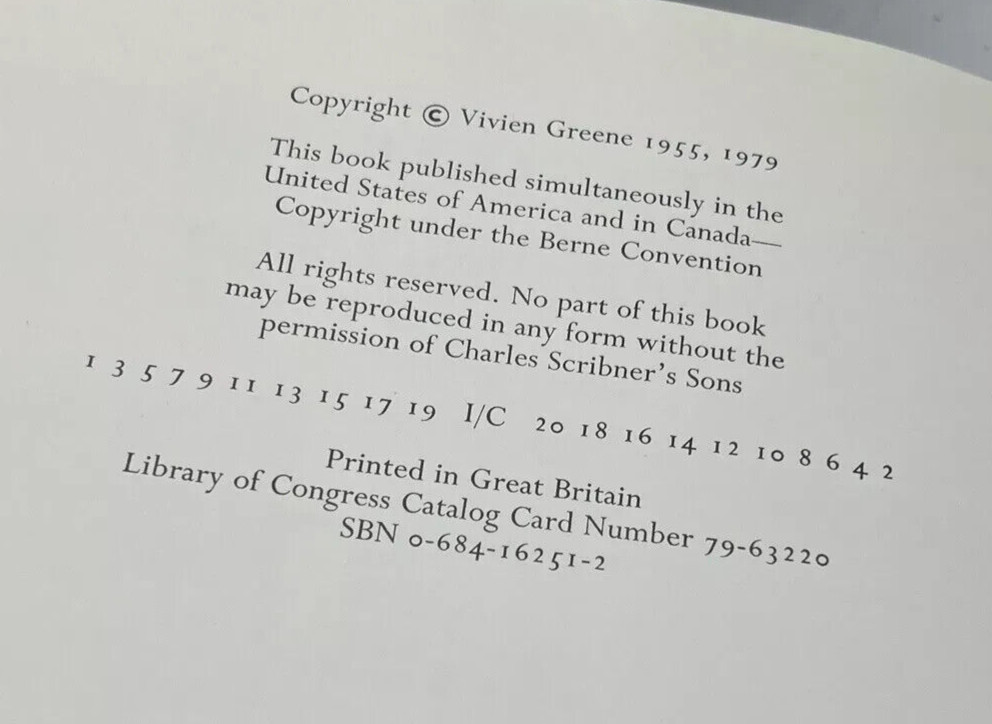 Copyright © Vivien Greene 1955, 1979
This book published simultaneously in the
United States of America and in Canada—
Copyright under the Berne Convention
All rights reserved. No part of this book
may be reproduced in any form without the
permission of Charles Scribner's Sons
1 3 5 7 9 11 13 15 17 19 I/C 20 18 16 14 12 10 8 6 4 2
Printed in Great Britain
Library of Congress Catalog Card Number 79-63220
SBN 0-684-16251-2